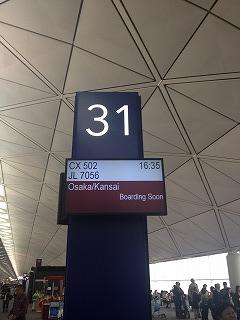 31
CX 502 16:35
JL 7056
Osaka/Kansai
Boarding Soon